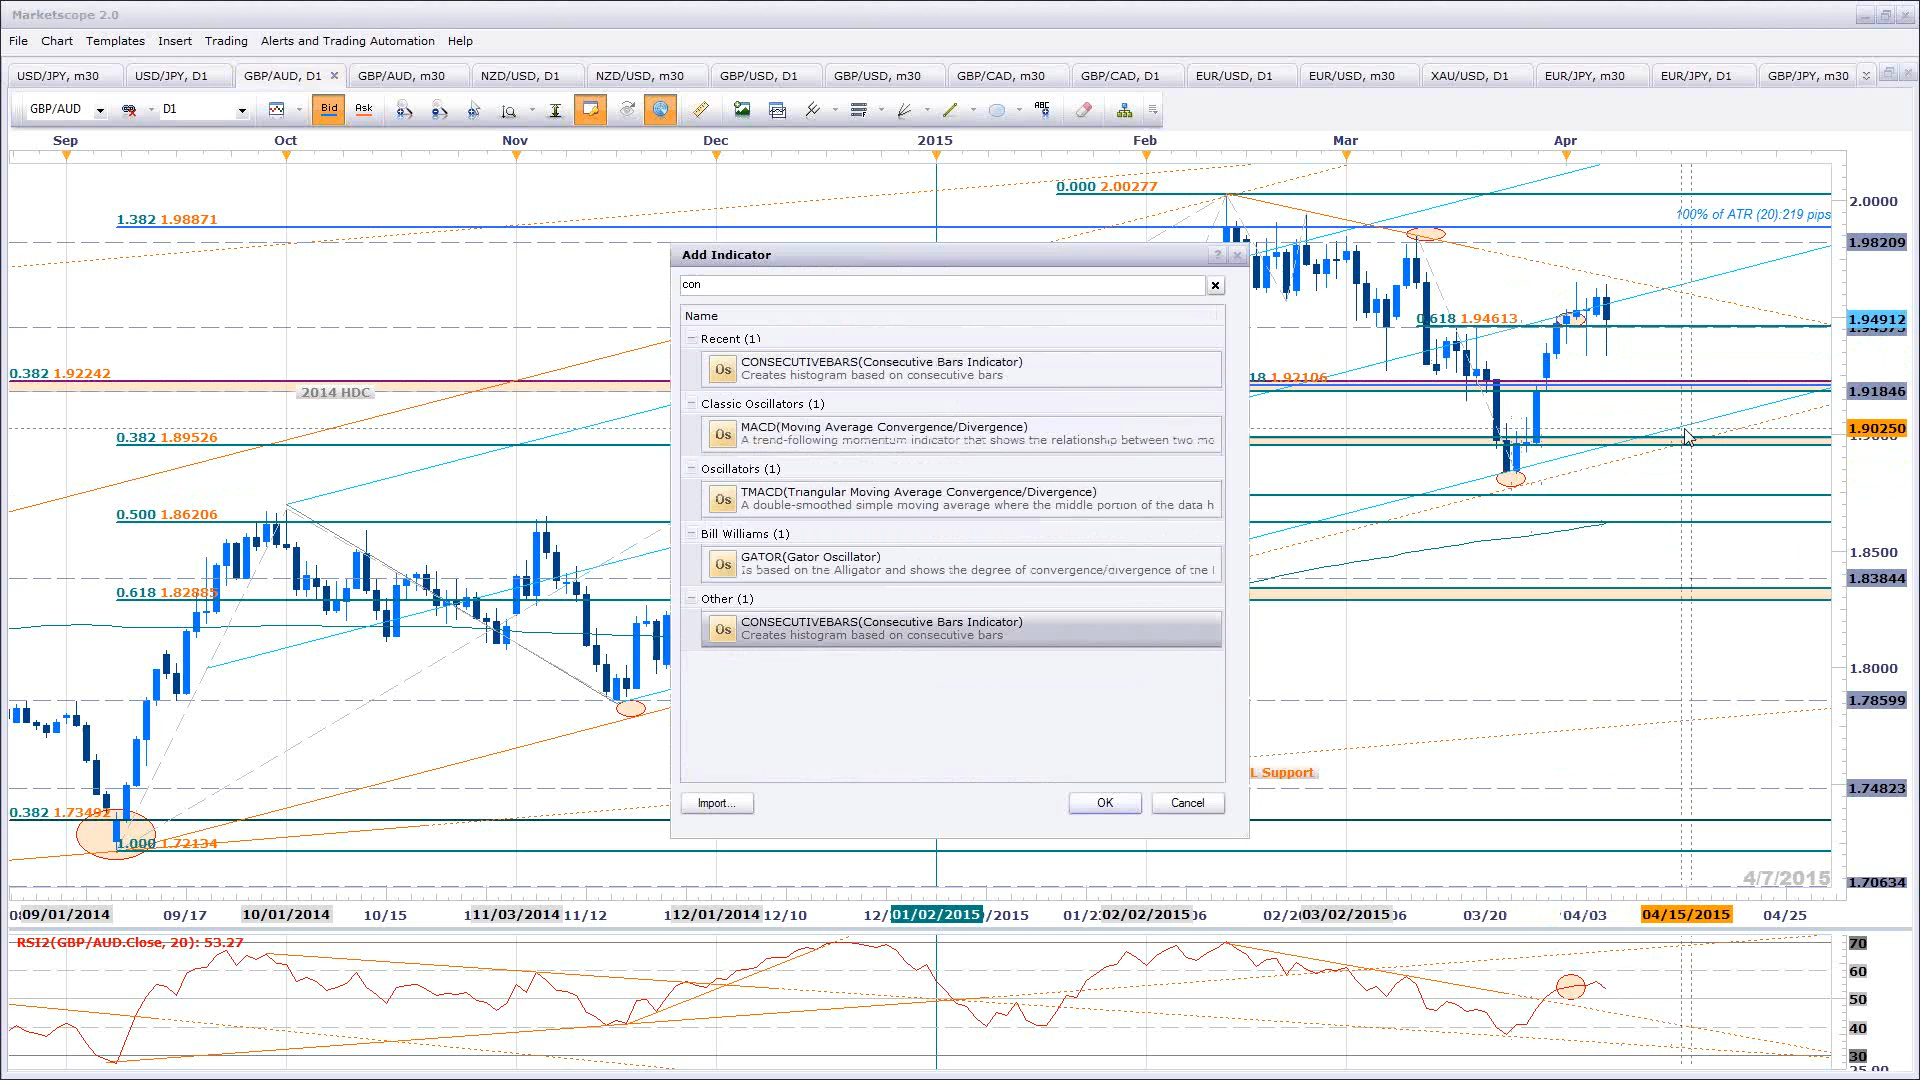 Marketscope 2.0
File Chart Templates Insert Trading Alerts and Trading Automation Help
USD/JPY, m30 USD/JPY, D1 GBP/AUD, D1 GBP/AUD, m30 NZD/USD, D1 NZD/USD, m30 GBP/USD, D1 GBP/USD, m30 GBP/CAD, m30 GBP/CAD, D1 EUR/USD, D1 EUR/USD, m30 XAU/USD, D1 EUR/JPY, m30 EUR/JPY, D1 GBP/JPY, m30
GBP/AUD D1 Bid Ask ABC
Sep Oct Nov Dec 2015 Feb Mar Apr
0.000 2.00277
2.0000
100% of ATR (20):219 pips
1.382 1.98871
1.98209
Add Indicator
con
Name
Recent (1)
CONSECUTIVEBARS(Consecutive Bars Indicator)
Creates histogram based on consecutive bars
Classic Oscillators (1)
MACD(Moving Average Convergence/Divergence)
A trend-following momentum indicator that shows the relationship between two mo
Oscillators (1)
TMACD(Triangular Moving Average Convergence/Divergence)
A double-smoothed simple moving average where the middle portion of the data h
Bill Williams (1)
GATOR(Gator Oscillator)
Is based on the Alligator and shows the degree of convergence/divergence of the
Other (1)
CONSECUTIVEBARS(Consecutive Bars Indicator)
Creates histogram based on consecutive bars
Import... OK Cancel
0.618 1.94613
1.94912
0.382 1.92242
18 1.92106
2014 HDC
1.91846
0.382 1.89526
1.90250
0.500 1.86206
1.8500
1.83844
0.618 1.82885
1.8000
1.78599
L Support
1.74823
0.382 1.73492
1.000 1.72134
4/7/2015
1.70634
09/01/2014 09/17 10/01/2014 10/15 11/03/2014 11/12 12/01/2014 12/10 12/ 01/02/2015 /2015 01/2 02/02/2015 06 02/20 03/02/2015 06 03/20 04/03 04/15/2015 04/25
RSI2(GBP/AUD.Close, 20): 53.27
70
60
50
40
30
25.00